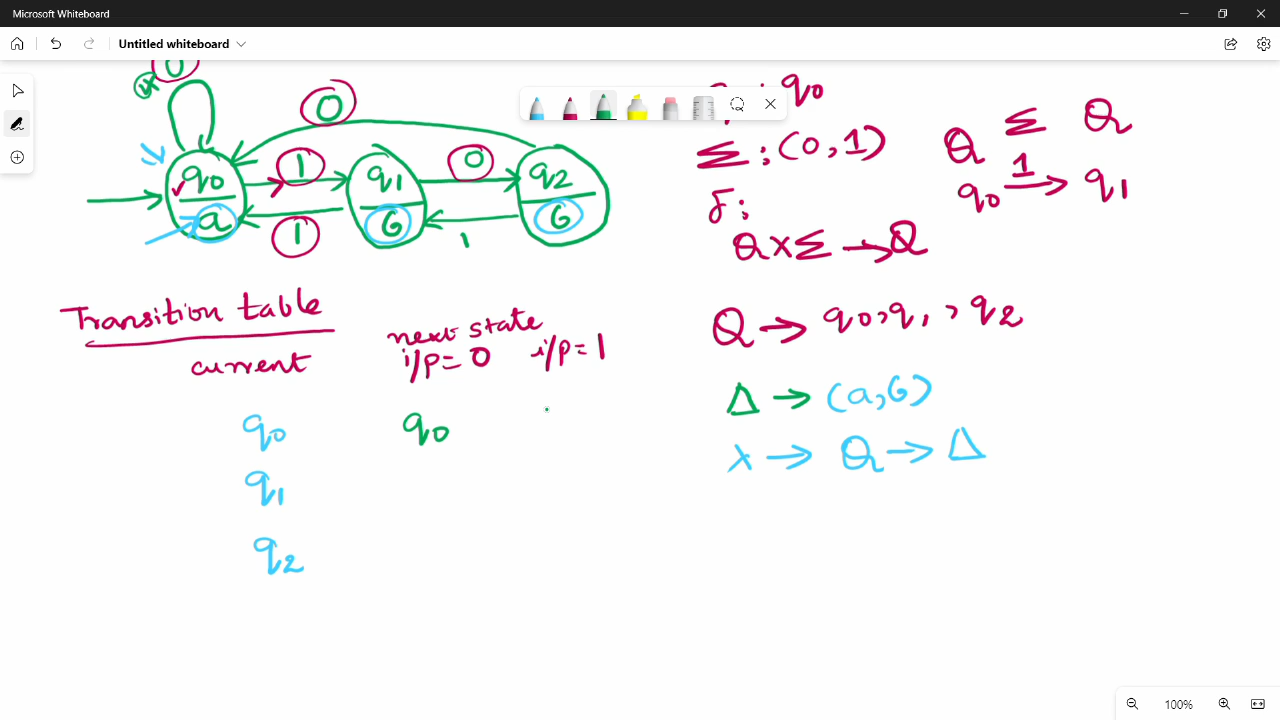 Microsoft Whiteboard
Untitled whiteboard
0
0
1
0
q0
q1
q2
a
b
b
1
1
q0
Σ : (0, 1)
δ :
Q × Σ → Q
Q Σ Q
q0 1→ q1
Q → q0, q1, q2
Δ → (a, b)
λ → Q → Δ
Transition table
next state
current i/p = 0 i/p = 1
q0 q0
q1
q2
100%